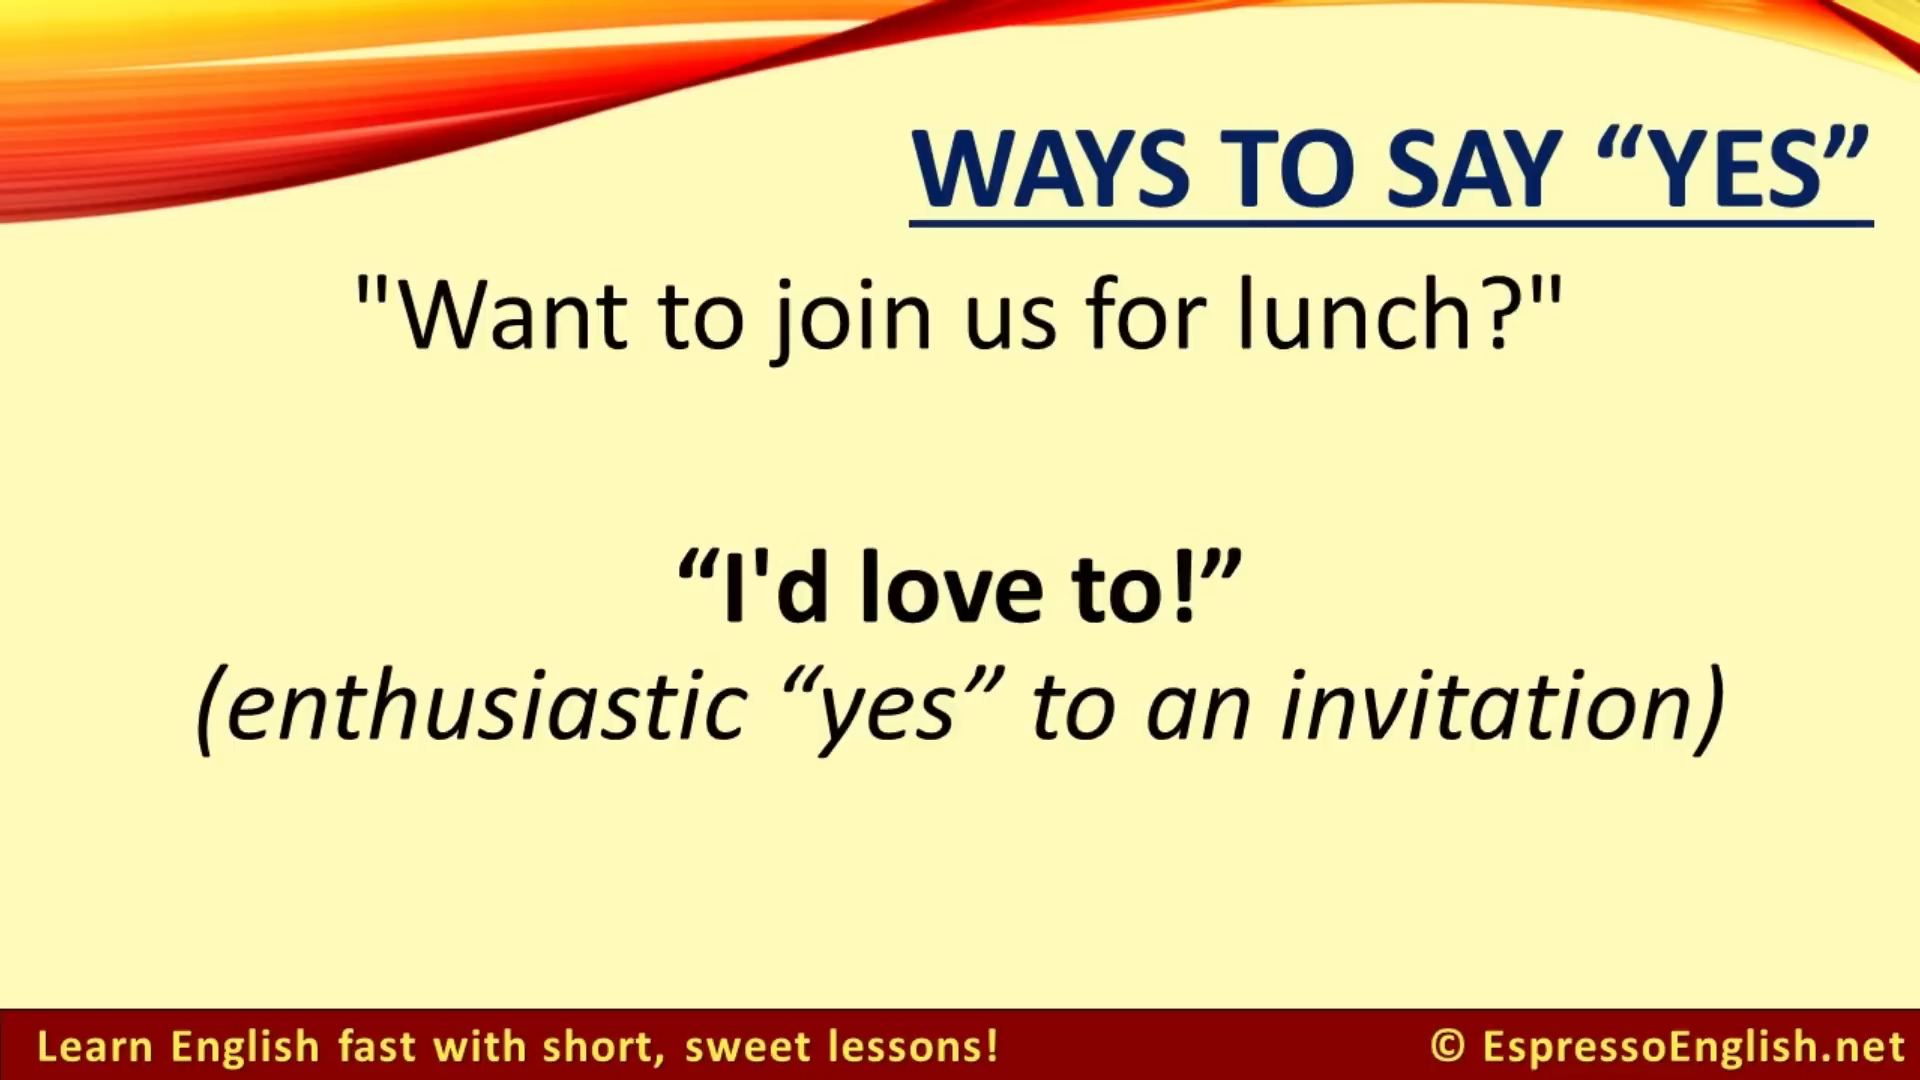 WAYS TO SAY “YES”
"Want to join us for lunch?"
“I'd love to!”
(enthusiastic “yes” to an invitation)
Learn English fast with short, sweet lessons!
© EspressoEnglish.net